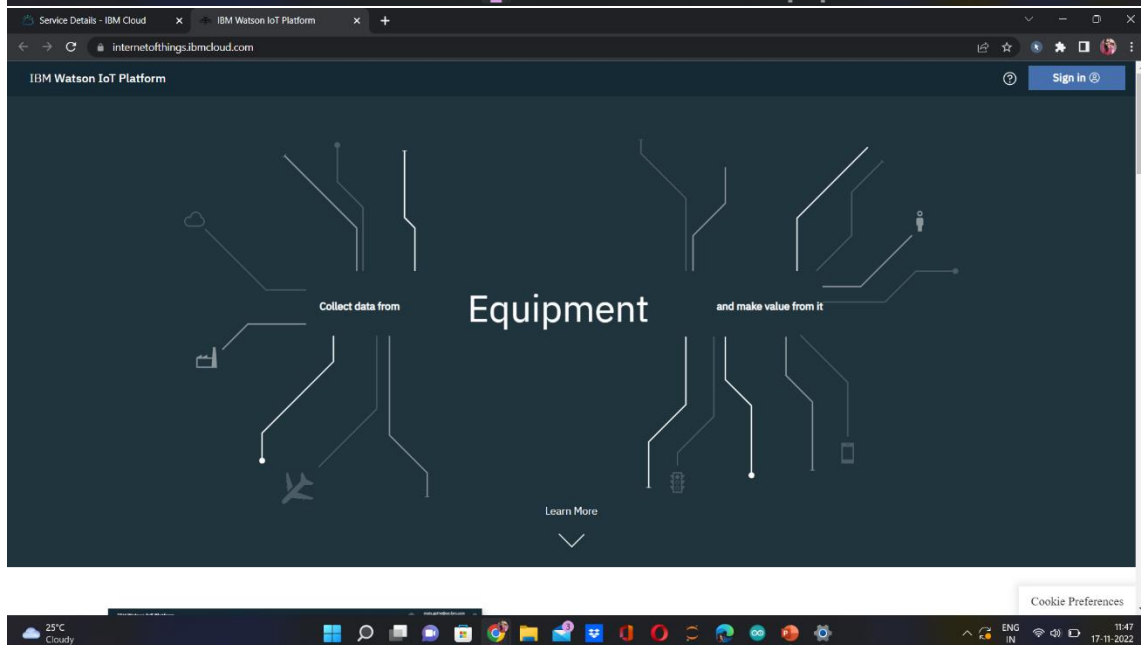 Service Details - IBM Cloud
IBM Watson IoT Platform
internetofthings.ibmcloud.com
IBM Watson IoT Platform
Sign in
Collect data from
Equipment
and make value from it
Learn More
Cookie Preferences
25°C
Cloudy
3
ENG
IN
11:47
17-11-2022